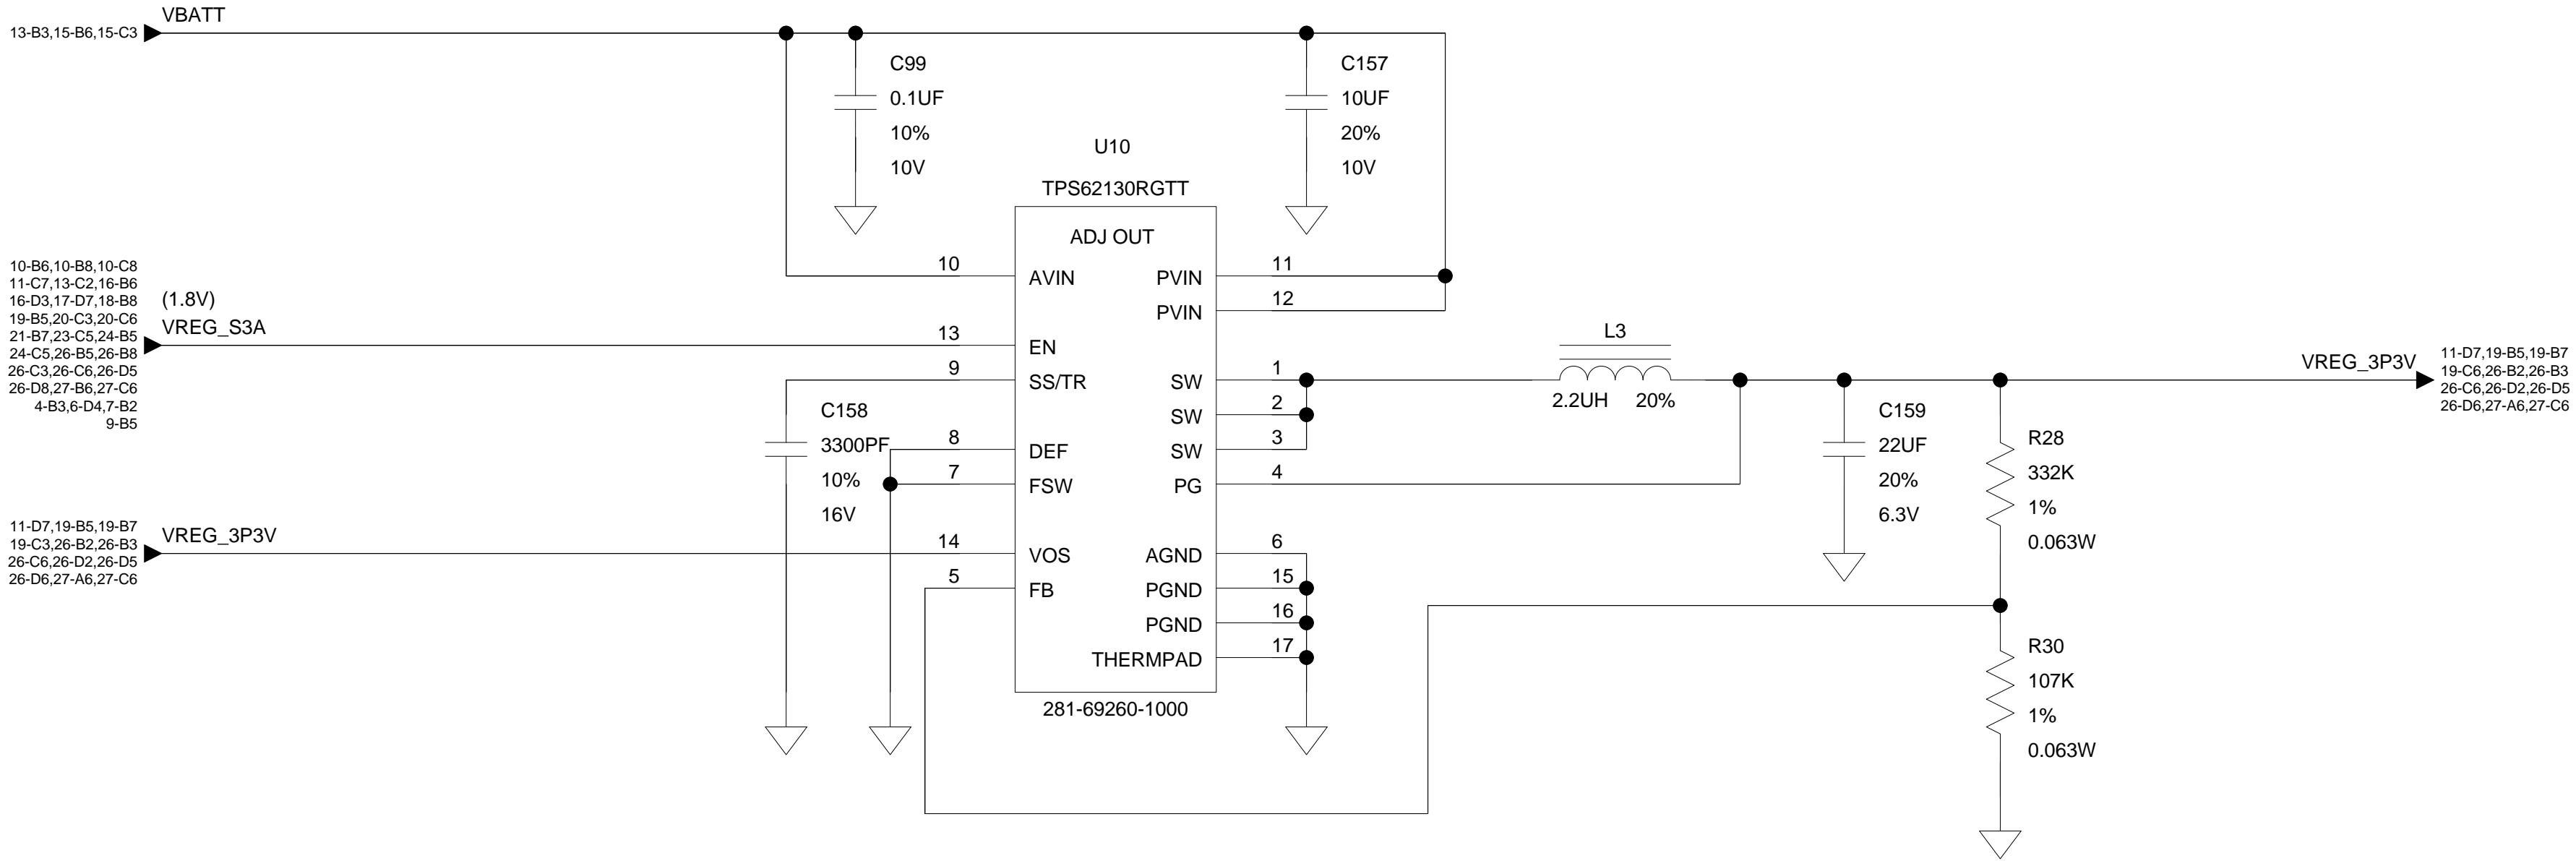 VBATT
13-B3,15-B6,15-C3
C99
0.1UF
10%
10V
C157
10UF
20%
10V
U10
TPS62130RGTT
ADJ OUT
10-B6,10-B8,10-C8
11-C7,13-C2,16-B6
16-D3,17-D7,18-B8
19-B5,20-C3,20-C6
21-B7,23-C5,24-B5
24-C5,26-B5,26-B8
26-C3,26-C6,26-D5
26-D8,27-B6,27-C6
4-B3,6-D4,7-B2
9-B5
(1.8V)
VREG_S3A
10 AVIN
13 EN
9 SS/TR
8 DEF
7 FSW
14 VOS
5 FB
PVIN 11
PVIN 12
SW 1
SW 2
SW 3
PG 4
AGND 6
PGND 15
PGND 16
THERMPAD 17
281-69260-1000
C158
3300PF
10%
16V
11-D7,19-B5,19-B7
19-C3,26-B2,26-B3
26-C6,26-D2,26-D5
26-D6,27-A6,27-C6
VREG_3P3V
L3
2.2UH 20%
C159
22UF
20%
6.3V
R28
332K
1%
0.063W
R30
107K
1%
0.063W
VREG_3P3V
11-D7,19-B5,19-B7
19-C6,26-B2,26-B3
26-C6,26-D2,26-D5
26-D6,27-A6,27-C6